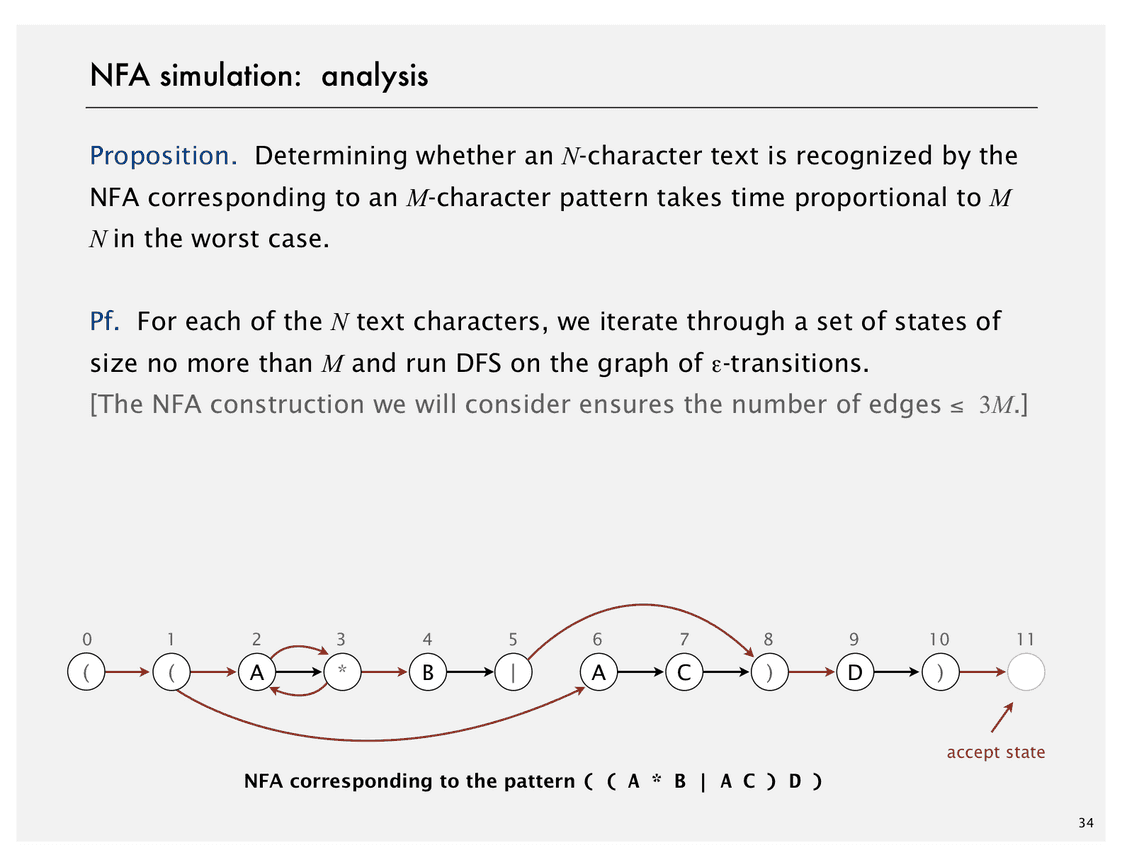 NFA simulation: analysis
Proposition. Determining whether an N-character text is recognized by the
NFA corresponding to an M-character pattern takes time proportional to M
N in the worst case.
Pf. For each of the N text characters, we iterate through a set of states of
size no more than M and run DFS on the graph of ε-transitions.
[The NFA construction we will consider ensures the number of edges ≤ 3M.]
0 1 2 3 4 5 6 7 8 9 10 11
( ( A * B | A C ) D )
accept state
NFA corresponding to the pattern ( ( A * B | A C ) D )
34